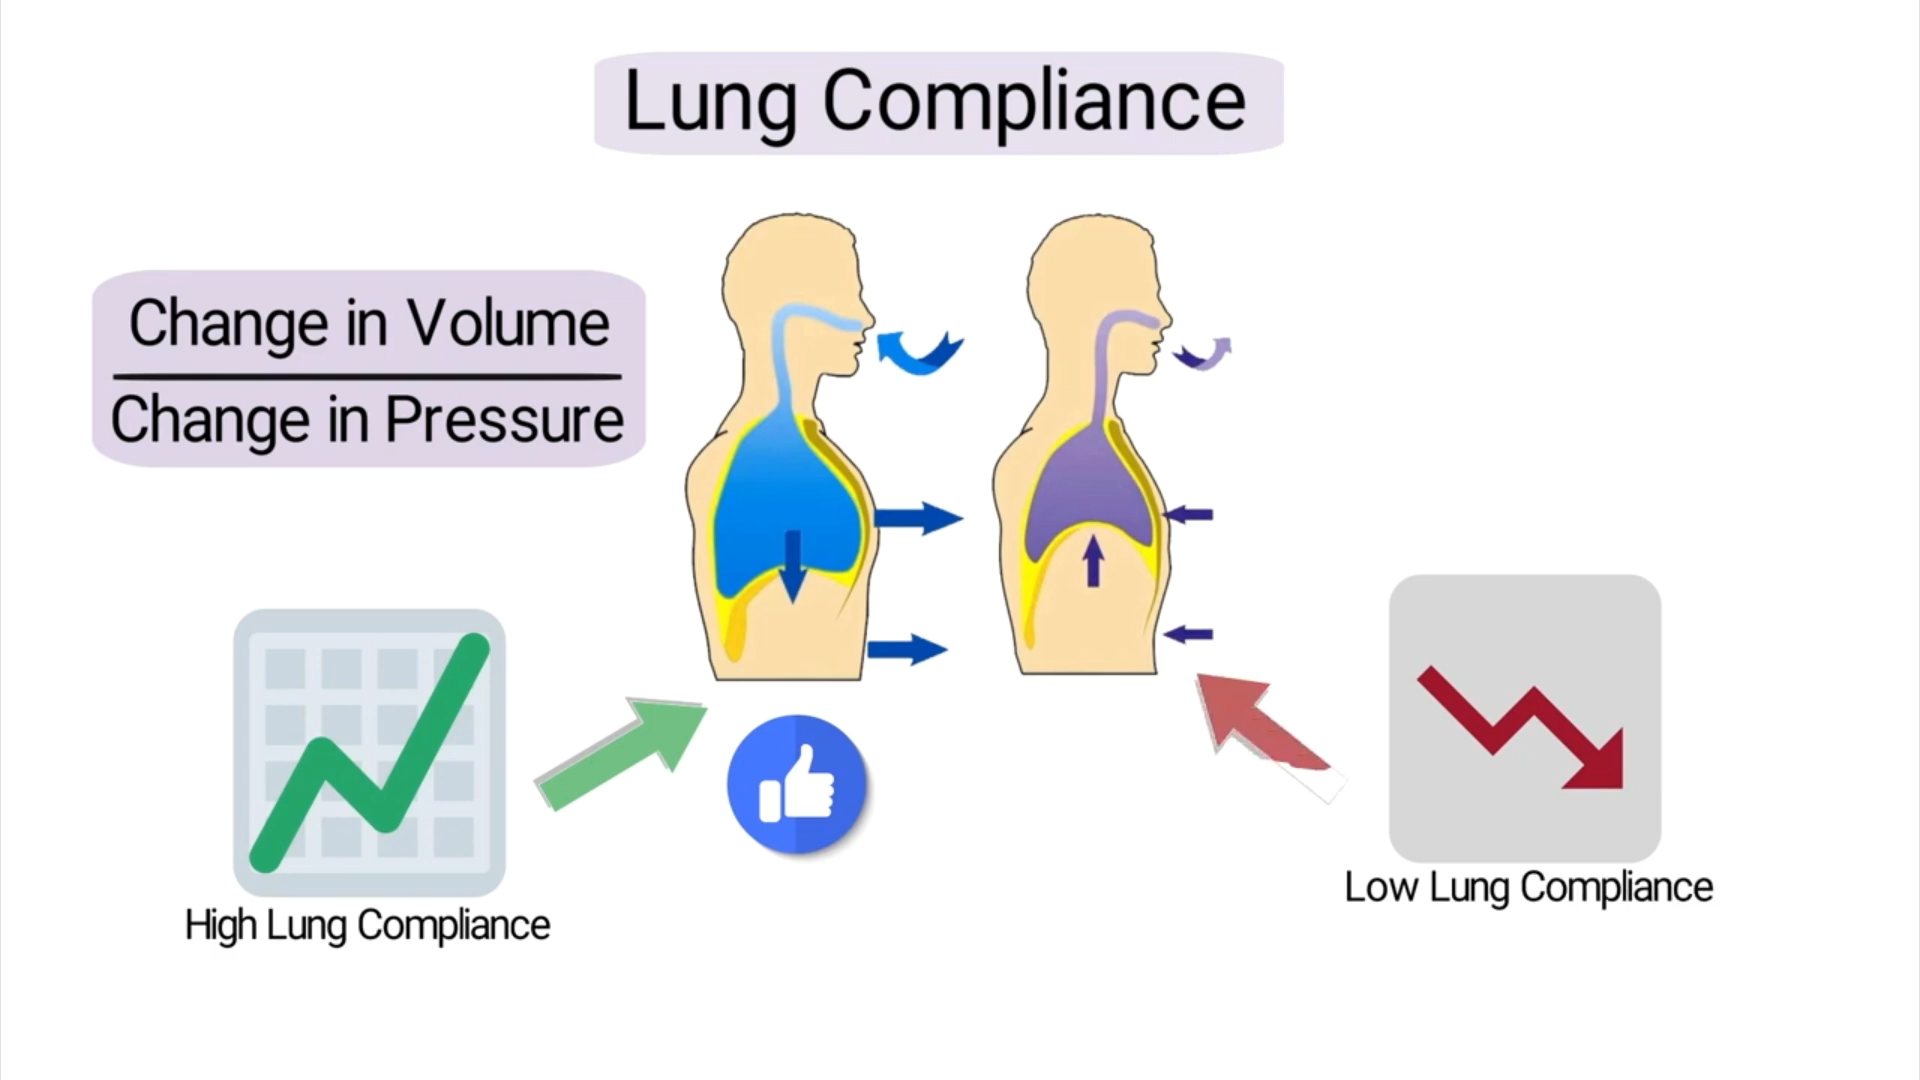 Lung Compliance
Change in Volume
Change in Pressure
High Lung Compliance
Low Lung Compliance